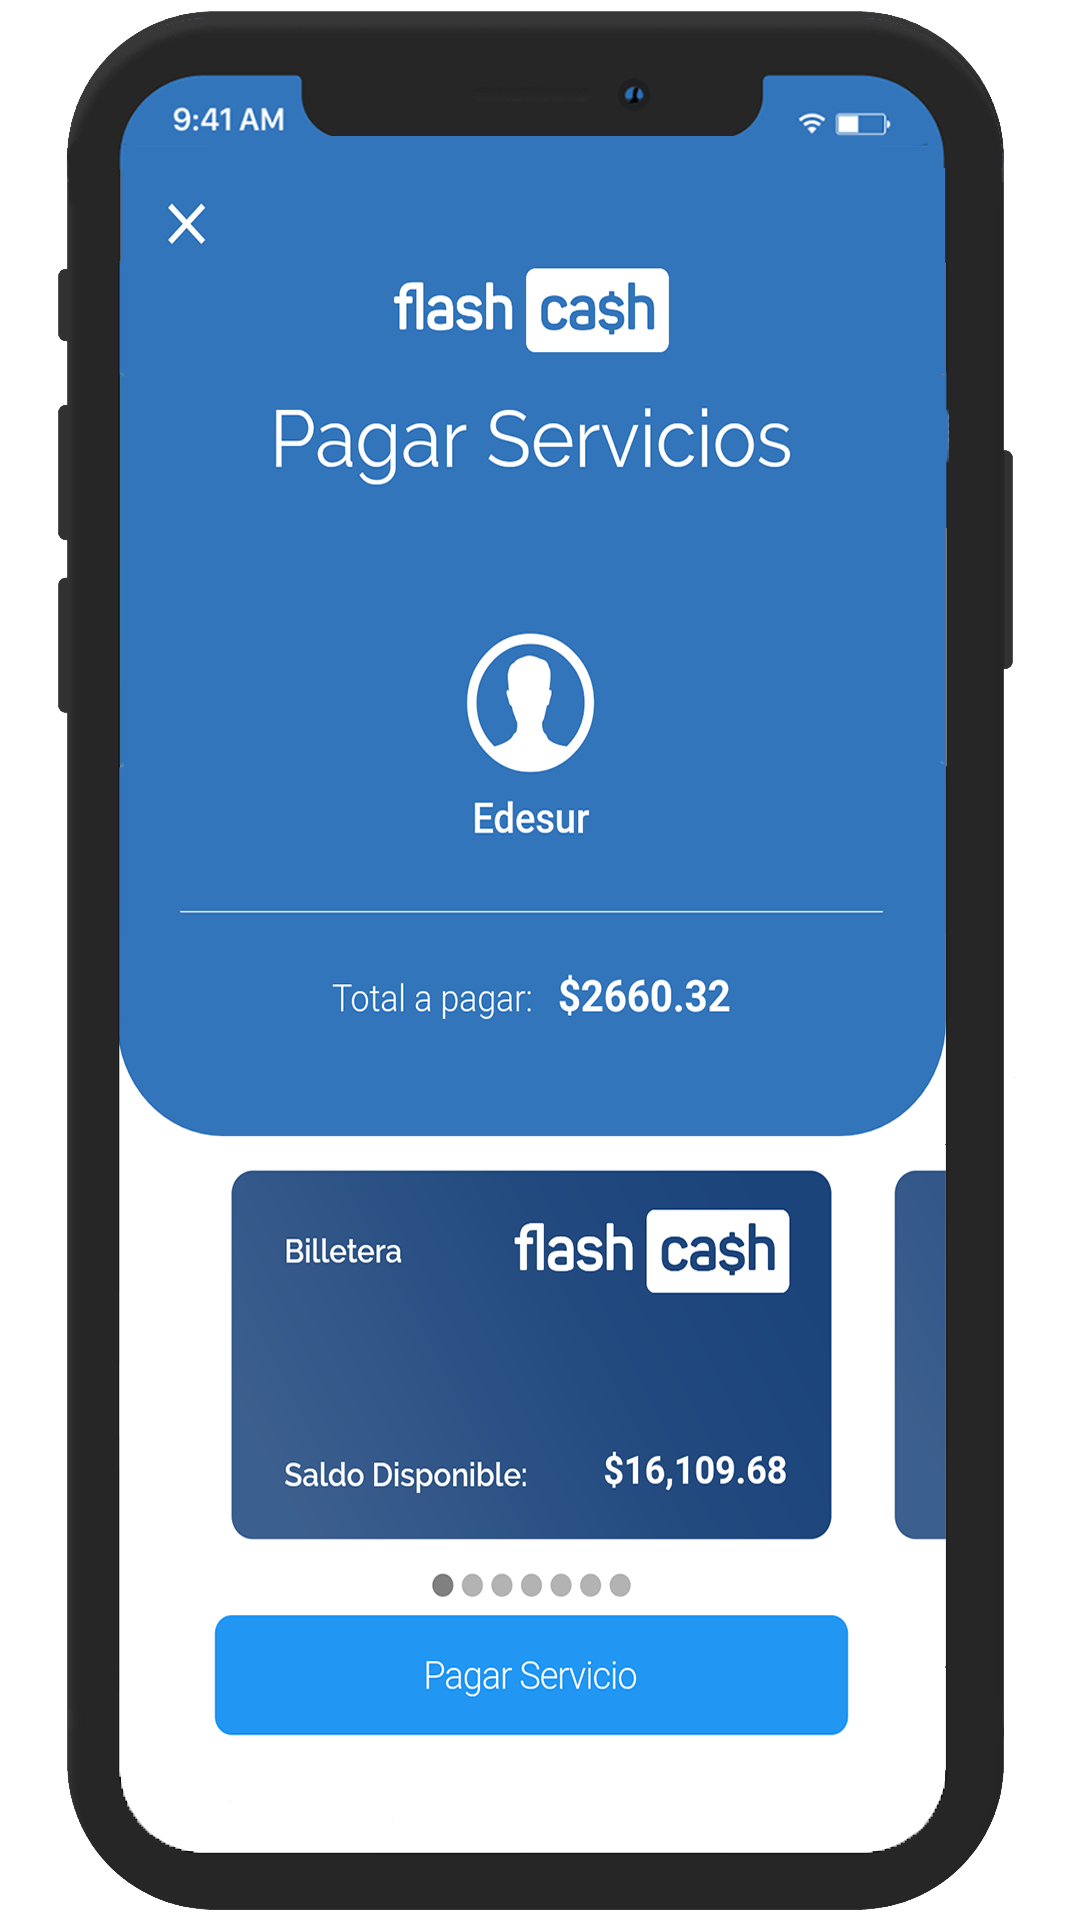 9:41 AM
flash ca$h
Pagar Servicios
Edesur
Total a pagar: $2660.32
Billetera flash ca$h
Saldo Disponible: $16,109.68
Pagar Servicio